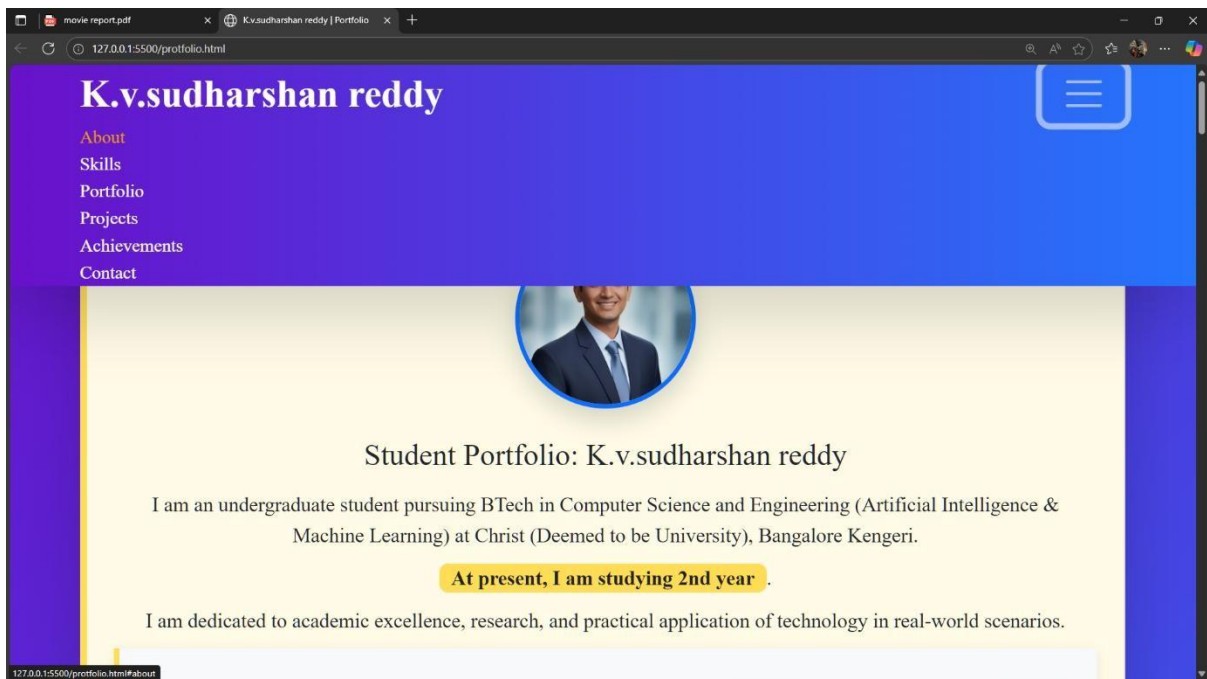 movie report.pdf
K.v.sudharshan reddy | Portfolio
127.0.0.1:5500/protfolio.html
K.v.sudharshan reddy
About
Skills
Portfolio
Projects
Achievements
Contact
Student Portfolio: K.v.sudharshan reddy
I am an undergraduate student pursuing BTech in Computer Science and Engineering (Artificial Intelligence &
Machine Learning) at Christ (Deemed to be University), Bangalore Kengeri.
At present, I am studying 2nd year .
I am dedicated to academic excellence, research, and practical application of technology in real-world scenarios.
127.0.0.1:5500/protfolio.html#about